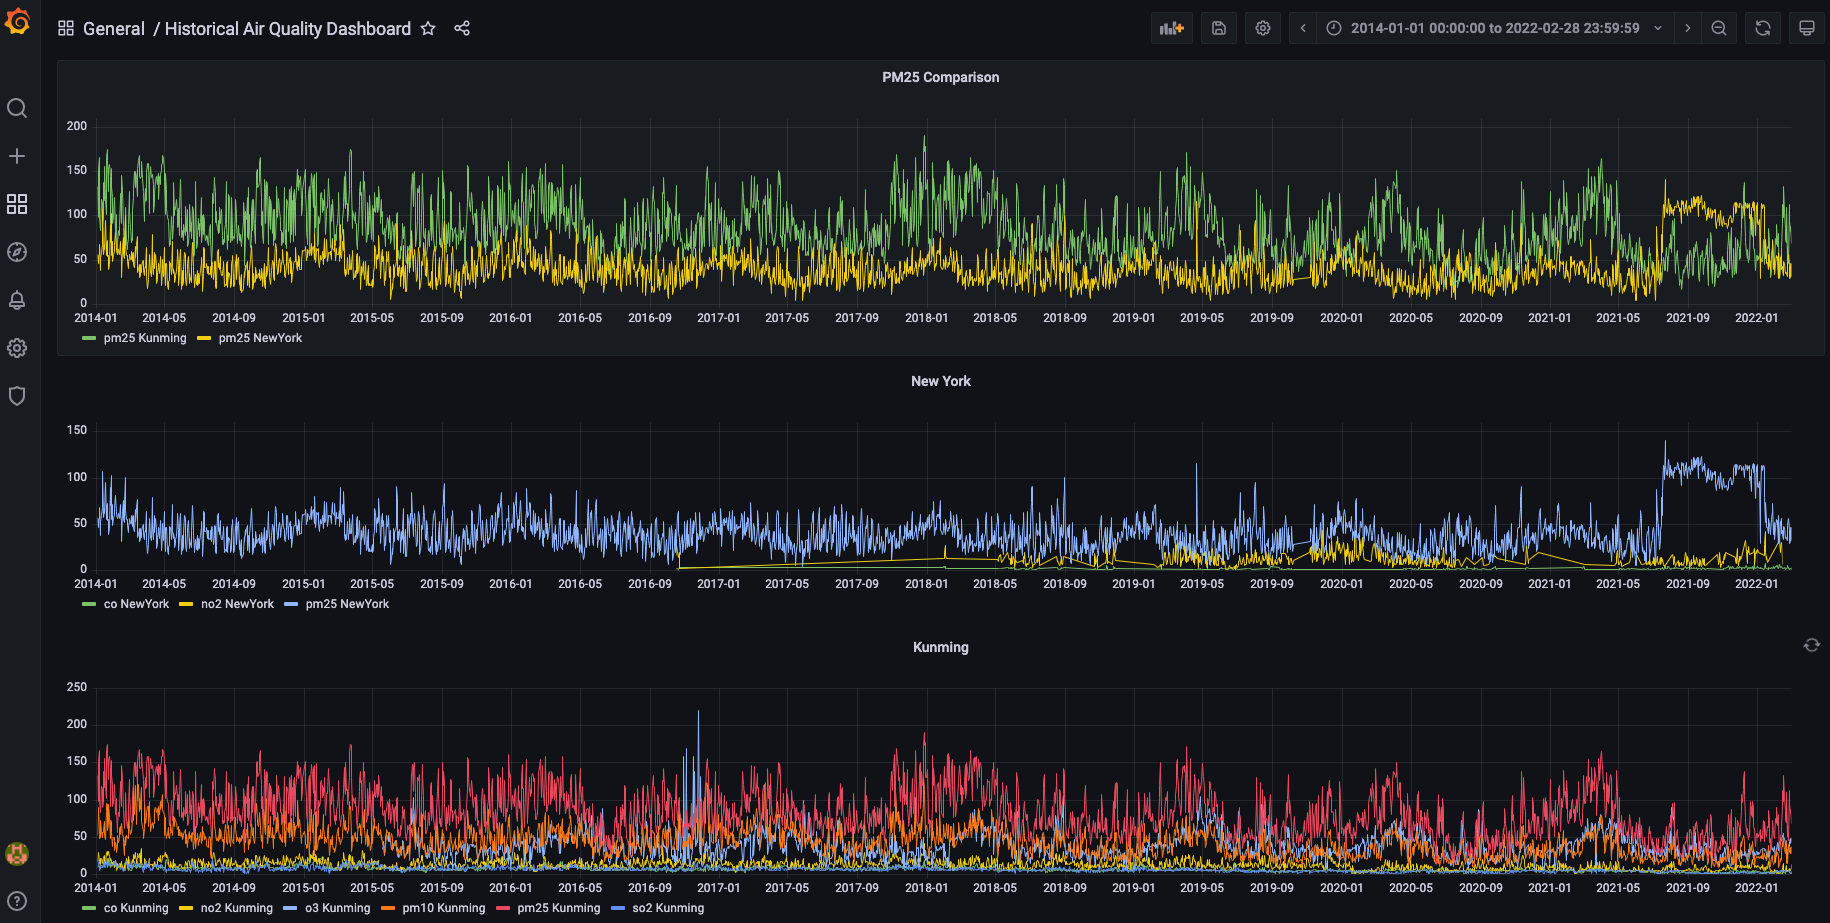 General / Historical Air Quality Dashboard
2014-01-01 00:00:00 to 2022-02-28 23:59:59
PM25 Comparison
200
150
100
50
0
2014-01 2014-05 2014-09 2015-01 2015-05 2015-09 2016-01 2016-05 2016-09 2017-01 2017-05 2017-09 2018-01 2018-05 2018-09 2019-01 2019-05 2019-09 2020-01 2020-05 2020-09 2021-01 2021-05 2021-09 2022-01
pm25 Kunming pm25 NewYork
New York
150
100
50
0
2014-01 2014-05 2014-09 2015-01 2015-05 2015-09 2016-01 2016-05 2016-09 2017-01 2017-05 2017-09 2018-01 2018-05 2018-09 2019-01 2019-05 2019-09 2020-01 2020-05 2020-09 2021-01 2021-05 2021-09 2022-01
co NewYork no2 NewYork pm25 NewYork
Kunming
250
200
150
100
50
0
2014-01 2014-05 2014-09 2015-01 2015-05 2015-09 2016-01 2016-05 2016-09 2017-01 2017-05 2017-09 2018-01 2018-05 2018-09 2019-01 2019-05 2019-09 2020-01 2020-05 2020-09 2021-01 2021-05 2021-09 2022-01
co Kunming no2 Kunming o3 Kunming pm10 Kunming pm25 Kunming so2 Kunming